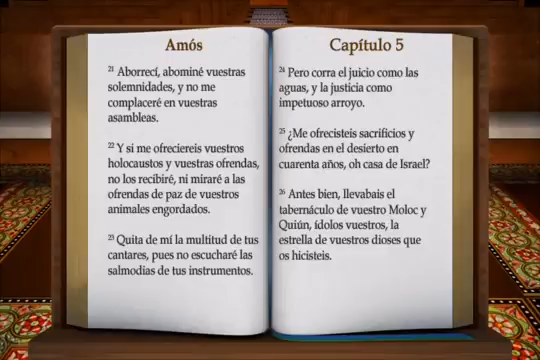 Amós
21 Aborrecí, abominé vuestras
solemnidades, y no me
complaceré en vuestras
asambleas.
22 Y si me ofreciereis vuestros
holocaustos y vuestras ofrendas,
no los recibiré, ni miraré a las
ofrendas de paz de vuestros
animales engordados.
23 Quita de mí la multitud de tus
cantares, pues no escucharé las
salmodias de tus instrumentos.
Capítulo 5
24 Pero corra el juicio como las
aguas, y la justicia como
impetuoso arroyo.
25 ¿Me ofrecisteis sacrificios y
ofrendas en el desierto en
cuarenta años, oh casa de Israel?
26 Antes bien, llevabais el
tabernáculo de vuestro Moloc y
Quiún, ídolos vuestros, la
estrella de vuestros dioses que
os hicisteis.